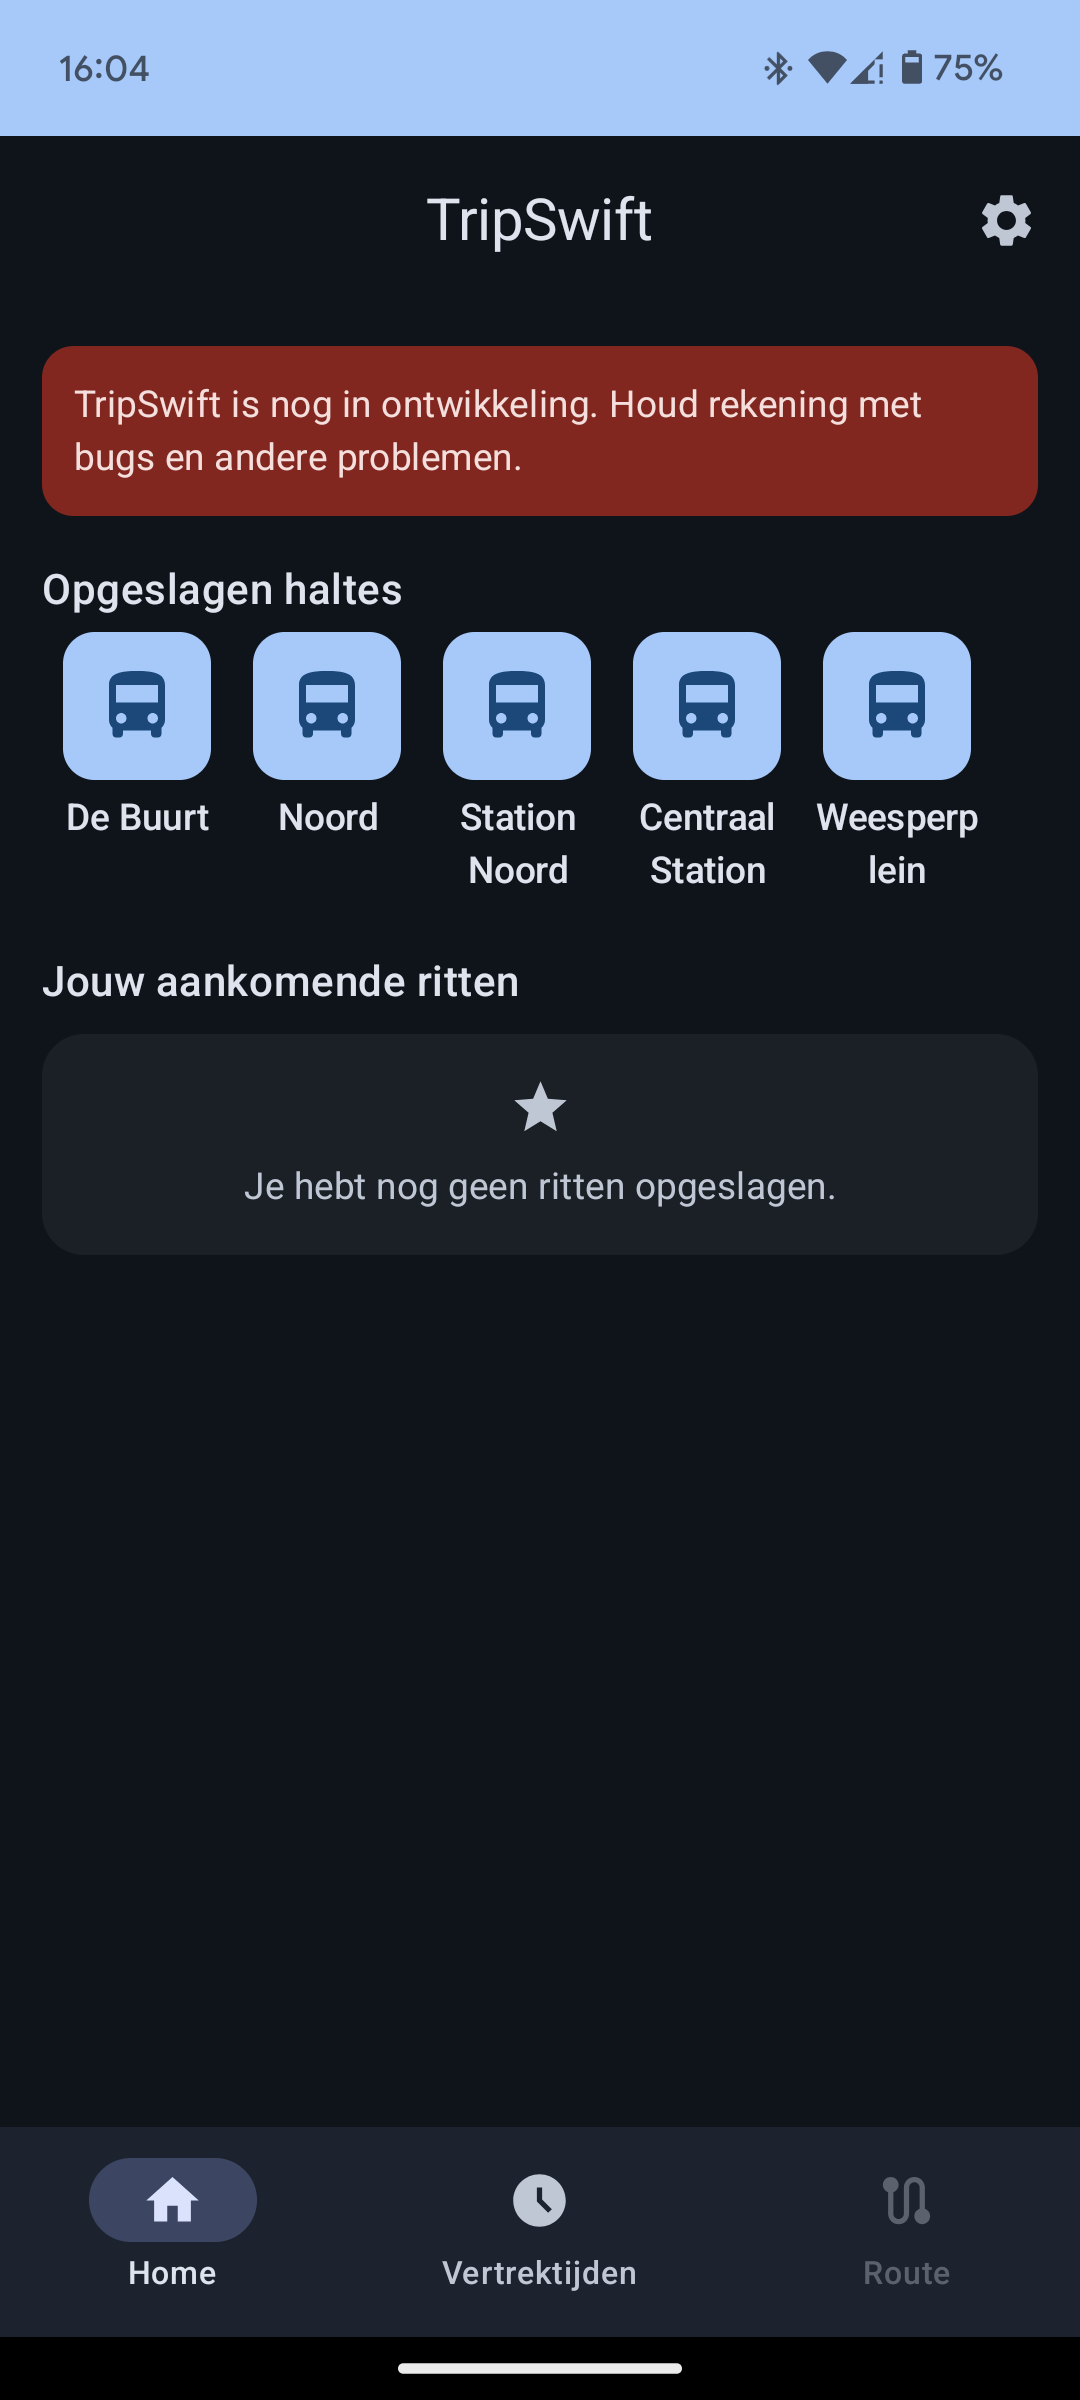 16:04
75%
TripSwift
TripSwift is nog in ontwikkeling. Houd rekening met
bugs en andere problemen.
Opgeslagen haltes
De Buurt
Noord
Station
Noord
Centraal
Station
Weesperp
lein
Jouw aankomende ritten
Je hebt nog geen ritten opgeslagen.
Home
Vertrektijden
Route